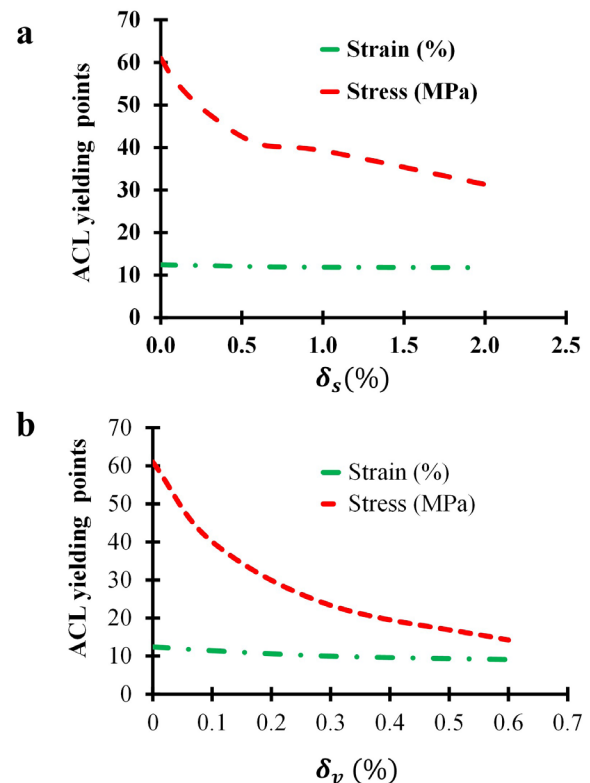 a
Strain (%)
Stress (MPa)
ACL yielding points
70
60
50
40
30
20
10
0
0.0 0.5 1.0 1.5 2.0 2.5
δs(%)
b
Strain (%)
Stress (MPa)
ACL yielding points
70
60
50
40
30
20
10
0
0 0.1 0.2 0.3 0.4 0.5 0.6 0.7
δv (%)